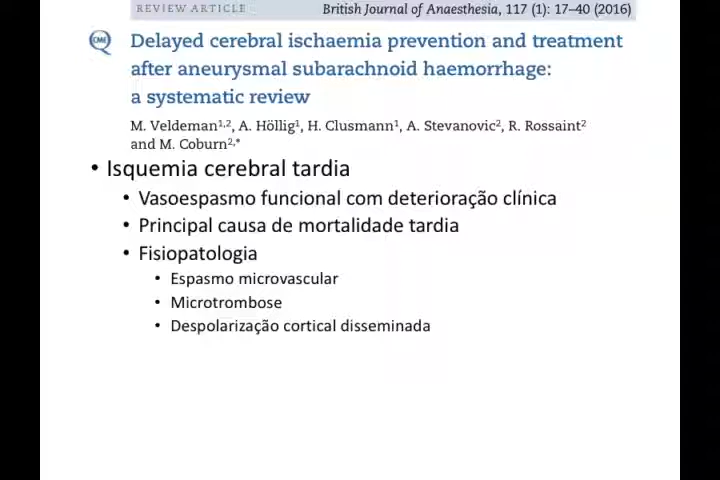 REVIEW ARTICLE
British Journal of Anaesthesia, 117 (1): 17–40 (2016)
CME
Delayed cerebral ischaemia prevention and treatment
after aneurysmal subarachnoid haemorrhage:
a systematic review
M. Veldeman1,2, A. Höllig1, H. Clusmann1, A. Stevanovic2, R. Rossaint2
and M. Coburn2,*
• Isquemia cerebral tardia
• Vasoespasmo funcional com deterioração clínica
• Principal causa de mortalidade tardia
• Fisiopatologia
• Espasmo microvascular
• Microtrombose
• Despolarização cortical disseminada